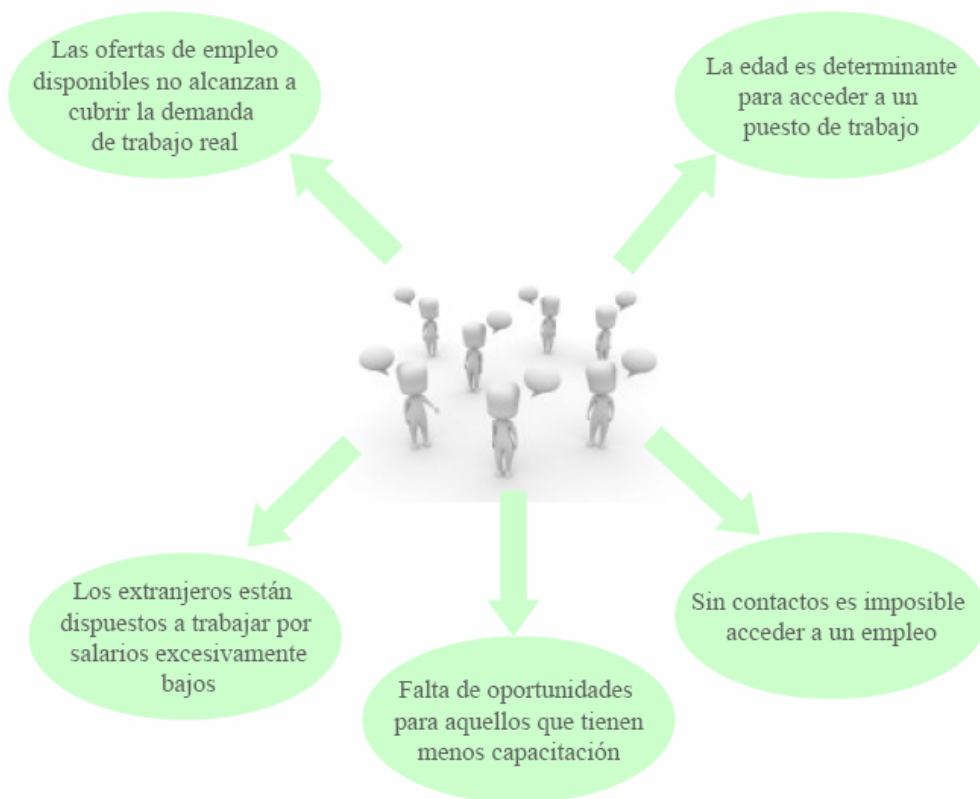 Las ofertas de empleo
disponibles no alcanzan a
cubrir la demanda
de trabajo real
La edad es determinante
para acceder a un
puesto de trabajo
Los extranjeros están
dispuestos a trabajar por
salarios excesivamente
bajos
Falta de oportunidades
para aquellos que tienen
menos capacitación
Sin contactos es imposible
acceder a un empleo